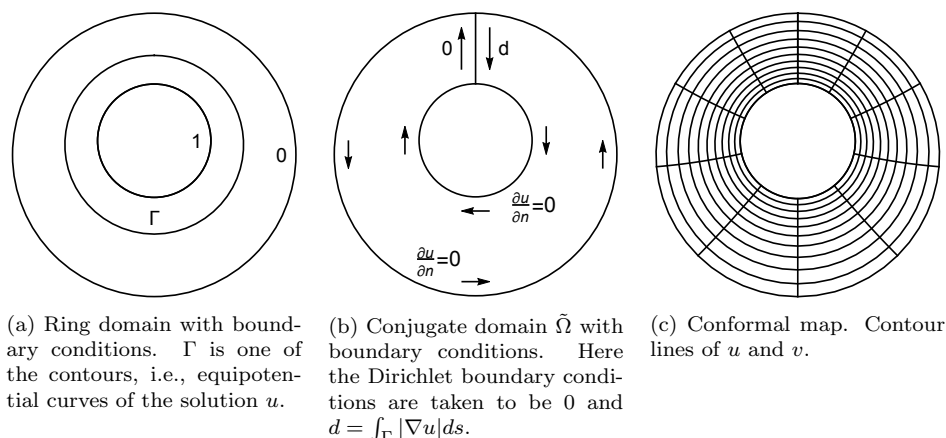 1
0
Γ
0
d
∂u/∂n=0
∂u/∂n=0
(a) Ring domain with bound-
ary conditions. Γ is one of
the contours, i.e., equipoten-
tial curves of the solution u.
(b) Conjugate domain Ω̃ with
boundary conditions. Here
the Dirichlet boundary condi-
tions are taken to be 0 and
d = ∫_Γ |∇u|ds.
(c) Conformal map. Contour
lines of u and v.